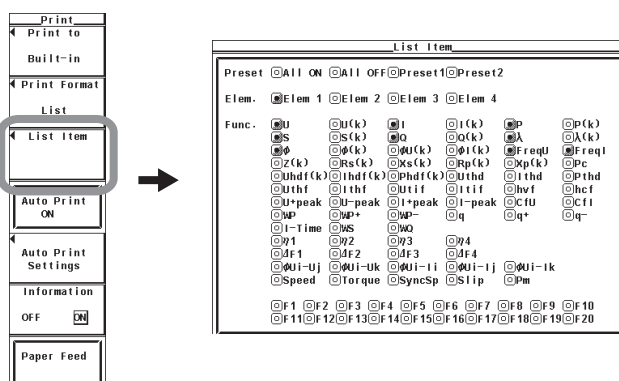 Print
Print to
Built-in
Print Format
List
List Item
Auto Print
ON
Auto Print
Settings
Information
OFF ON
Paper Feed
List Item
Preset All ON All OFF Preset1 Preset2
Elem. Elem 1 Elem 2 Elem 3 Elem 4
Func. U U(k) I I(k) P P(k)
S S(k) Q Q(k) λ λ(k)
ϕ ϕ(k) ϕU(k) ϕI(k) FreqU FreqI
Z(k) Rs(k) Xs(k) Rp(k) Xp(k) Pc
Uhdf(k) Ihdf(k) Phdf(k) Uthd Ithd Pthd
Uthf Ithf Utif Itif hvf hcf
U+peak U-peak I+peak I-peak CfU CfI
WP WP+ WP- q q+ q-
I-Time WS WQ
η1 η2 η3 η4
ΔF1 ΔF2 ΔF3 ΔF4
ϕUi-Uj ϕUi-Uk ϕUi-Ii ϕUi-Ij ϕUi-Ik
Speed Torque SyncSp Slip Pm
F1 F2 F3 F4 F5 F6 F7 F8 F9 F10
F11 F12 F13 F14 F15 F16 F17 F18 F19 F20